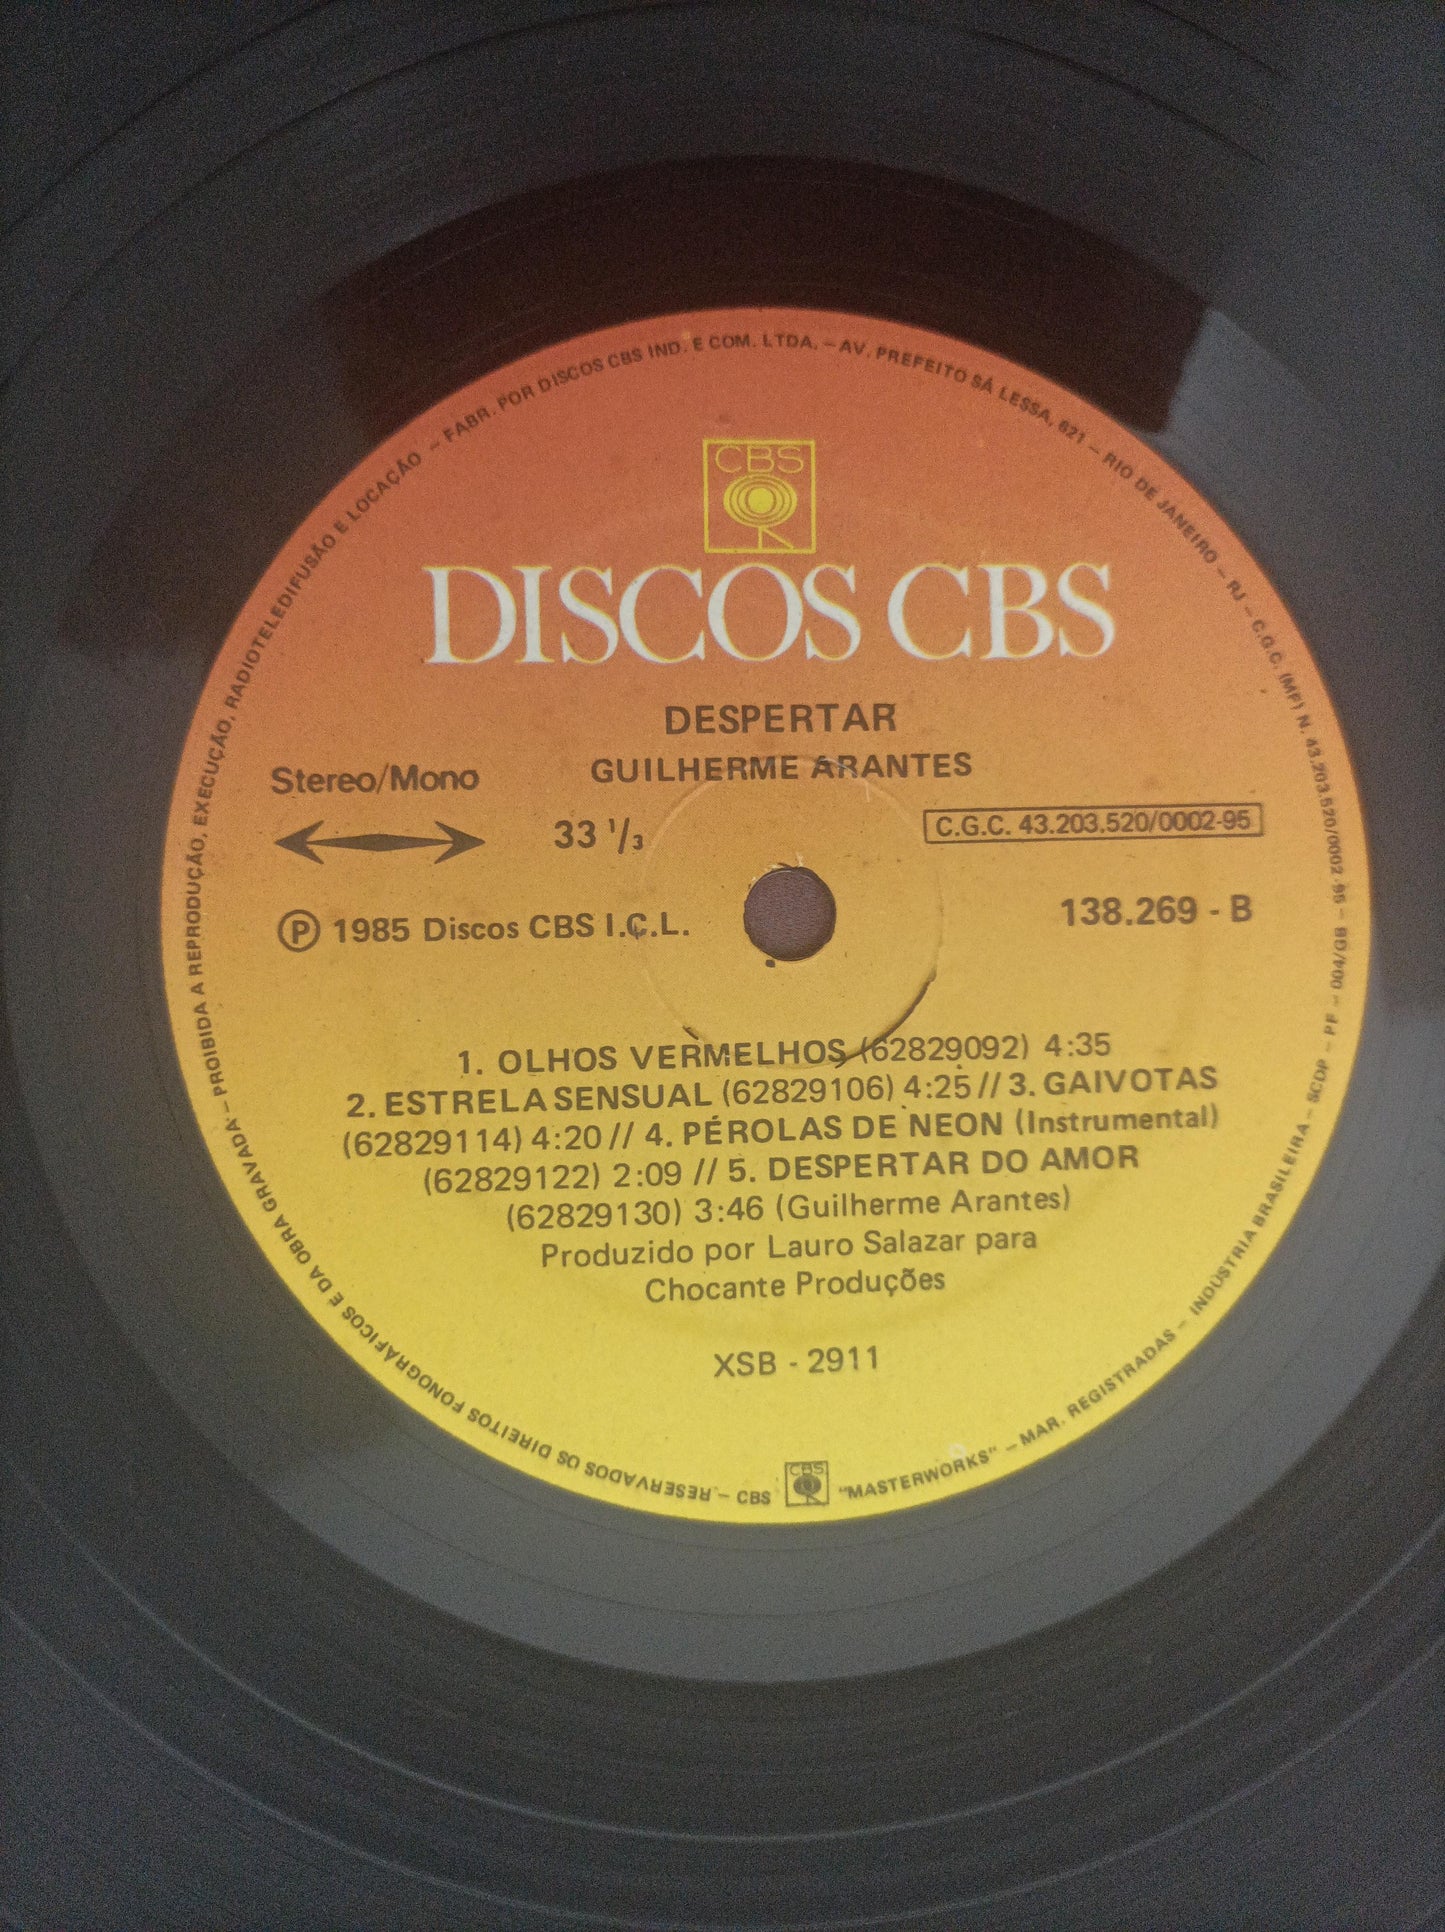 CBS
DISCOS CBS
DESPERTAR
GUILHERME ARANTES
Stereo/Mono
33 1/3
C.G.C. 43.203.520/0002-95
Ⓟ 1985 Discos CBS I.C.L.
138.269 - B
1. OLHOS VERMELHOS (62829092) 4:35
2. ESTRELA SENSUAL (62829106) 4:25 // 3. GAIVOTAS
(62829114) 4:20 // 4. PÉROLAS DE NEON (Instrumental)
(62829122) 2:09 // 5. DESPERTAR DO AMOR
(62829130) 3:46 (Guilherme Arantes)
Produzido por Lauro Salazar para
Chocante Produções
XSB - 2911
RESERVADOS OS DIREITOS FONOGRÁFICOS E DA OBRA GRAVADA – PROIBIDA A REPRODUÇÃO, EXECUÇÃO, RADIOTELEDIFUSÃO E LOCAÇÃO – FABR. POR DISCOS CBS IND. E COM. LTDA. – AV. PREFEITO SÁ LESSA, 621 – RIO DE JANEIRO – RJ – C.G.C. (MF) N. 43.203.520/0002-95 – BG/400 – PF – SCDP – INDÚSTRIA BRASILEIRA – MAR. REGISTRADAS – "MASTERWORKS" CBS – CBS –